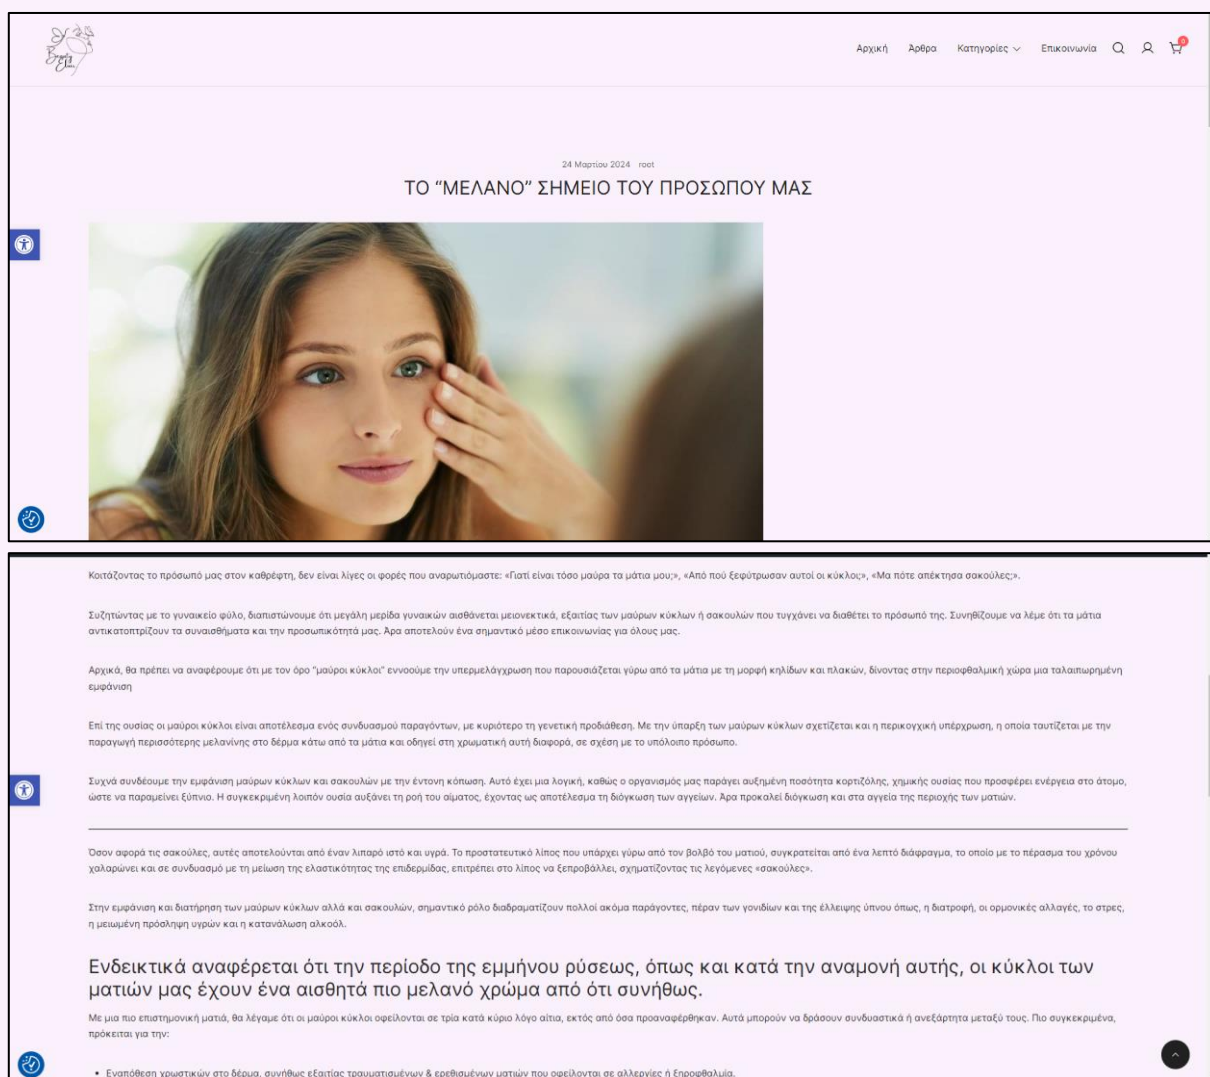 Beauty
Αρχική Άρθρα Κατηγορίες Επικοινωνία 0
24 Μαρτίου 2024 root
ΤΟ “ΜΕΛΑΝΟ” ΣΗΜΕΙΟ ΤΟΥ ΠΡΟΣΩΠΟΥ ΜΑΣ
Κοιτάζοντας το πρόσωπό μας στον καθρέφτη, δεν είναι λίγες οι φορές που αναρωτιόμαστε: «Γιατί είναι τόσο μαύρα τα μάτια μου;», «Από πού ξεφύτρωσαν αυτοί οι κύκλοι;», «Μα πότε απέκτησα σακούλες;».
Συζητώντας με το γυναικείο φύλο, διαπιστώνουμε ότι μεγάλη μερίδα γυναικών αισθάνεται μειονεκτικά, εξαιτίας των μαύρων κύκλων ή σακουλών που τυγχάνει να διαθέτει το πρόσωπό της. Συνηθίζουμε να λέμε ότι τα μάτια
αντικατοπτρίζουν τα συναισθήματα και την προσωπικότητά μας. Άρα αποτελούν ένα σημαντικό μέσο επικοινωνίας για όλους μας.
Αρχικά, θα πρέπει να αναφέρουμε ότι με τον όρο “μαύροι κύκλοι” εννοούμε την υπερμελάγχρωση που παρουσιάζεται γύρω από τα μάτια με τη μορφή κηλίδων και πλακών, δίνοντας στην περιοφθαλμική χώρα μια ταλαιπωρημένη
εμφάνιση
Επί της ουσίας οι μαύροι κύκλοι είναι αποτέλεσμα ενός συνδυασμού παραγόντων, με κυριότερο τη γενετική προδιάθεση. Με την ύπαρξη των μαύρων κύκλων σχετίζεται και η περικογχική υπέρχρωση, η οποία ταυτίζεται με την
παραγωγή περισσότερης μελανίνης στο δέρμα κάτω από τα μάτια και οδηγεί στη χρωματική αυτή διαφορά, σε σχέση με το υπόλοιπο πρόσωπο.
Συχνά συνδέουμε την εμφάνιση μαύρων κύκλων και σακουλών με την έντονη κόπωση. Αυτό έχει μια λογική, καθώς ο οργανισμός μας παράγει αυξημένη ποσότητα κορτιζόλης, χημικής ουσίας που προσφέρει ενέργεια στο άτομο,
ώστε να παραμείνει ξύπνιο. Η συγκεκριμένη λοιπόν ουσία αυξάνει τη ροή του αίματος, έχοντας ως αποτέλεσμα τη διόγκωση των αγγείων. Άρα προκαλεί διόγκωση και στα αγγεία της περιοχής των ματιών.
Όσον αφορά τις σακούλες, αυτές αποτελούνται από έναν λιπαρό ιστό και υγρά. Το προστατευτικό λίπος που υπάρχει γύρω από τον βολβό του ματιού, συγκρατείται από ένα λεπτό διάφραγμα, το οποίο με το πέρασμα του χρόνου
χαλαρώνει και σε συνδυασμό με τη μείωση της ελαστικότητας της επιδερμίδας, επιτρέπει στο λίπος να ξεπροβάλλει, σχηματίζοντας τις λεγόμενες «σακούλες».
Στην εμφάνιση και διατήρηση των μαύρων κύκλων αλλά και σακουλών, σημαντικό ρόλο διαδραματίζουν πολλοί ακόμα παράγοντες, πέραν των γονιδίων και της έλλειψης ύπνου όπως, η διατροφή, οι ορμονικές αλλαγές, το στρες,
η μειωμένη πρόσληψη υγρών και η κατανάλωση αλκοόλ.
Ενδεικτικά αναφέρεται ότι την περίοδο της εμμήνου ρύσεως, όπως και κατά την αναμονή αυτής, οι κύκλοι των
ματιών μας έχουν ένα αισθητά πιο μελανό χρώμα από ότι συνήθως.
Με μια πιο επιστημονική ματιά, θα λέγαμε ότι οι μαύροι κύκλοι οφείλονται σε τρία κατά κύριο λόγο αίτια, εκτός από όσα προαναφέρθηκαν. Αυτά μπορούν να δράσουν συνδυαστικά ή ανεξάρτητα μεταξύ τους. Πιο συγκεκριμένα,
πρόκειται για την:
• Εναπόθεση χρωστικών στο δέρμα, συνήθως εξαιτίας τραυματισμένων & ερεθισμένων ματιών που οφείλονται σε αλλεργίες ή ξηροφθαλμία.